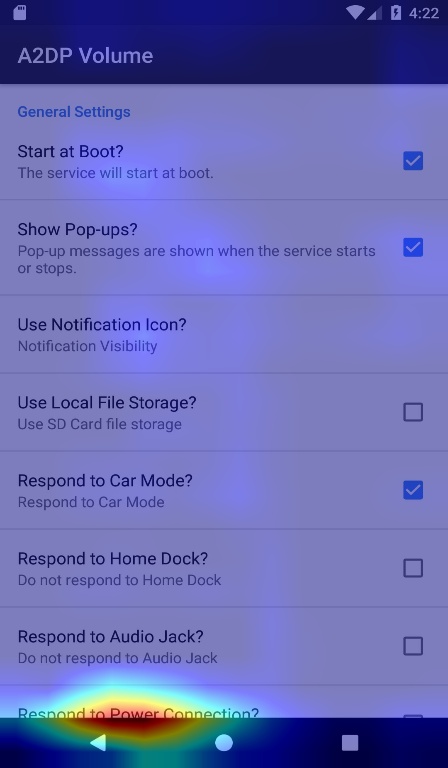 4:22
A2DP Volume
General Settings
Start at Boot?
The service will start at boot.
Show Pop-ups?
Pop-up messages are shown when the service starts
or stops.
Use Notification Icon?
Notification Visibility
Use Local File Storage?
Use SD Card file storage
Respond to Car Mode?
Respond to Car Mode
Respond to Home Dock?
Do not respond to Home Dock
Respond to Audio Jack?
Do not respond to Audio Jack
Respond to Power Connection?